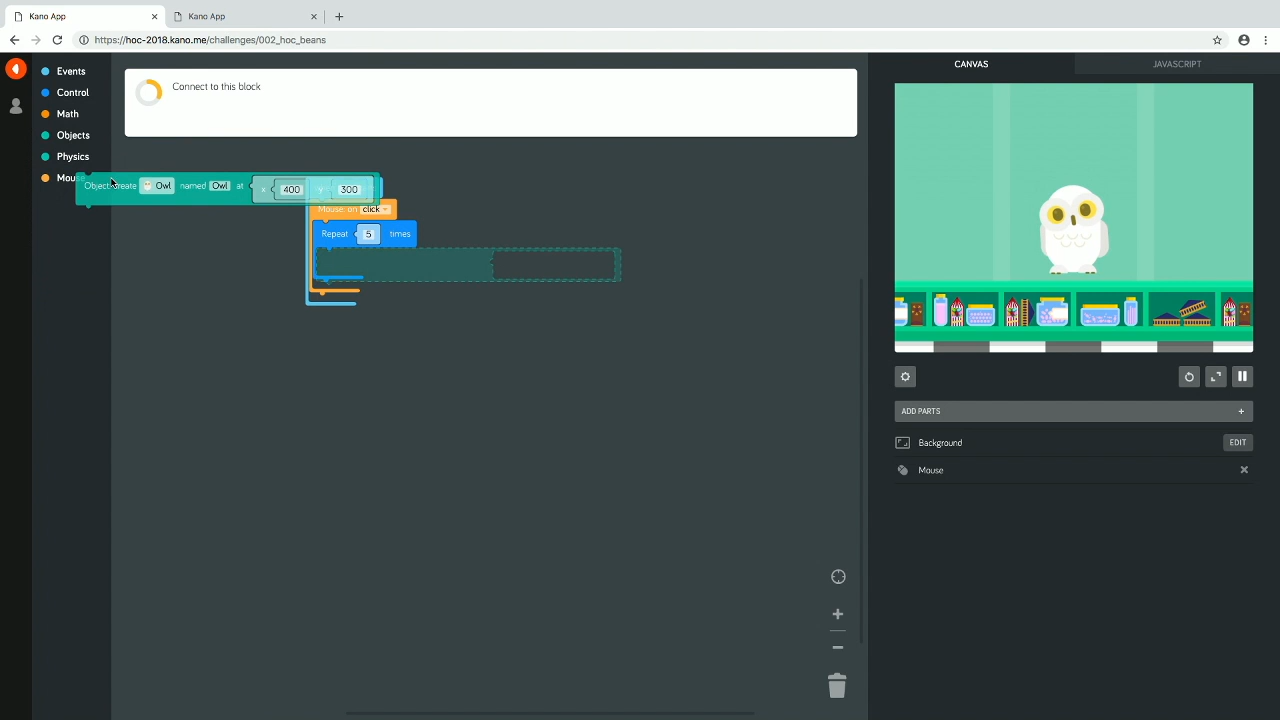 Kano App
Kano App
https://hoc-2018.kano.me/challenges/002_hoc_beans
Events
Control
Math
Objects
Physics
Connect to this block
Object: create Owl named Owl at x 400 y 300
Mouse: on click
Repeat 5 times
CANVAS
JAVASCRIPT
ADD PARTS
Background
EDIT
Mouse